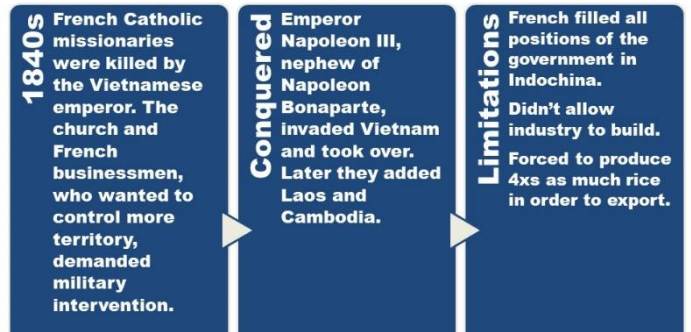 1840s
French Catholic
missionaries
were killed by
the Vietnamese
emperor. The
church and
French
businessmen,
who wanted to
control more
territory,
demanded
military
intervention.
Conquered
Emperor
Napoleon III,
nephew of
Napoleon
Bonaparte,
invaded Vietnam
and took over.
Later they added
Laos and
Cambodia.
Limitations
French filled all
positions of the
government in
Indochina.
Didn't allow
industry to build.
Forced to produce
4xs as much rice
in order to export.